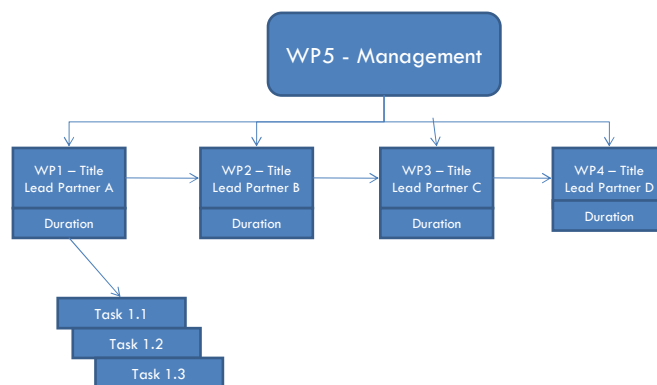 WP5 - Management
WP1 – Title
Lead Partner A
Duration
WP2 – Title
Lead Partner B
Duration
WP3 – Title
Lead Partner C
Duration
WP4 – Title
Lead Partner D
Duration
Task 1.1
Task 1.2
Task 1.3